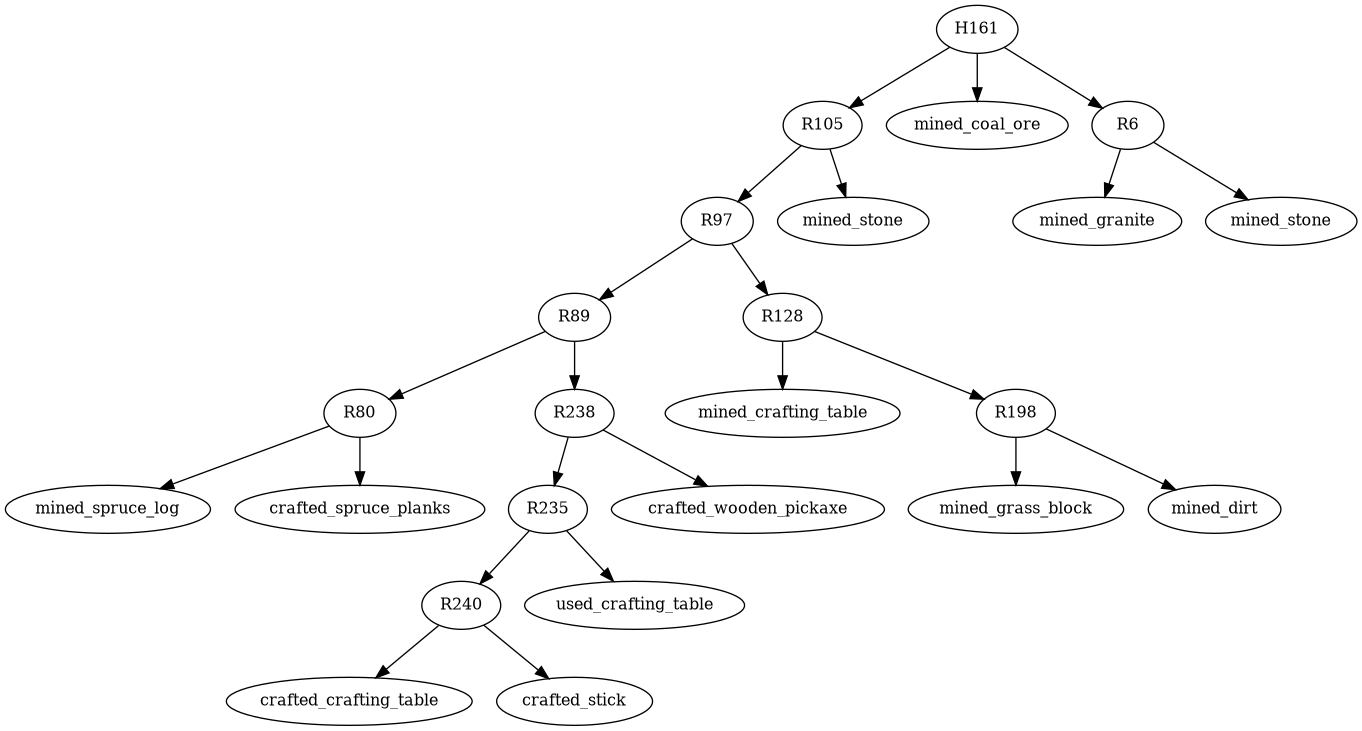 H161
R105
mined_coal_ore
R6
R97
mined_stone
mined_granite
mined_stone
R89
R128
R80
R238
mined_crafting_table
R198
mined_spruce_log
crafted_spruce_planks
R235
crafted_wooden_pickaxe
mined_grass_block
mined_dirt
R240
used_crafting_table
crafted_crafting_table
crafted_stick